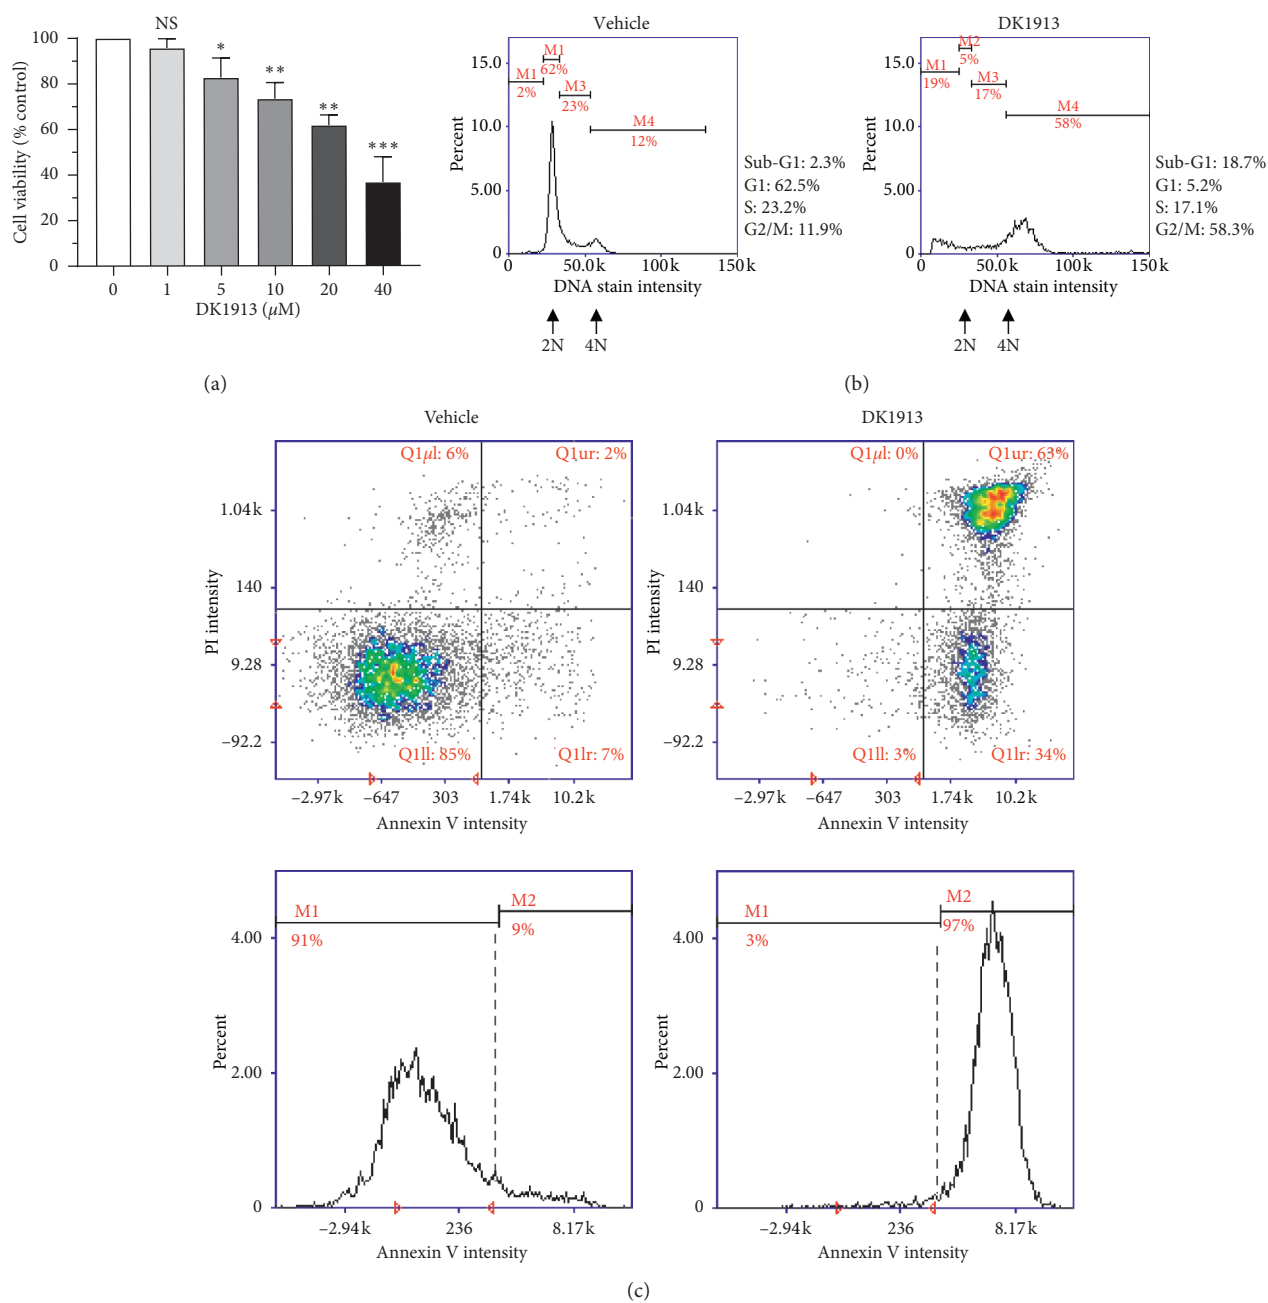 NS
*
**
**
***
100
80
60
40
20
0
Cell viability (% control)
0 1 5 10 20 40
DK1913 (μM)
(a)
Vehicle
15.0
10.0
5.00
0
Percent
M1
62%
M1
2%
M3
23%
M4
12%
Sub-G1: 2.3%
G1: 62.5%
S: 23.2%
G2/M: 11.9%
0 50.0k 100k 150k
DNA stain intensity
2N 4N
DK1913
15.0
10.0
5.00
0
Percent
M2
5%
M1
19%
M3
17%
M4
58%
Sub-G1: 18.7%
G1: 5.2%
S: 17.1%
G2/M: 58.3%
0 50.0k 100k 150k
DNA stain intensity
2N 4N
(b)
Vehicle
Q1μl: 6% Q1ur: 2%
1.04k
140
9.28
−92.2
PI intensity
Q1ll: 85% Q1lr: 7%
−2.97k −647 303 1.74k 10.2k
Annexin V intensity
DK1913
Q1μl: 0% Q1ur: 63%
1.04k
140
9.28
−92.2
PI intensity
Q1ll: 3% Q1lr: 34%
−2.97k −647 303 1.74k 10.2k
Annexin V intensity
M1
91%
M2
9%
4.00
2.00
0
Percent
−2.94k 236 8.17k
Annexin V intensity
M1
3%
M2
97%
4.00
2.00
0
Percent
−2.94k 236 8.17k
Annexin V intensity
(c)